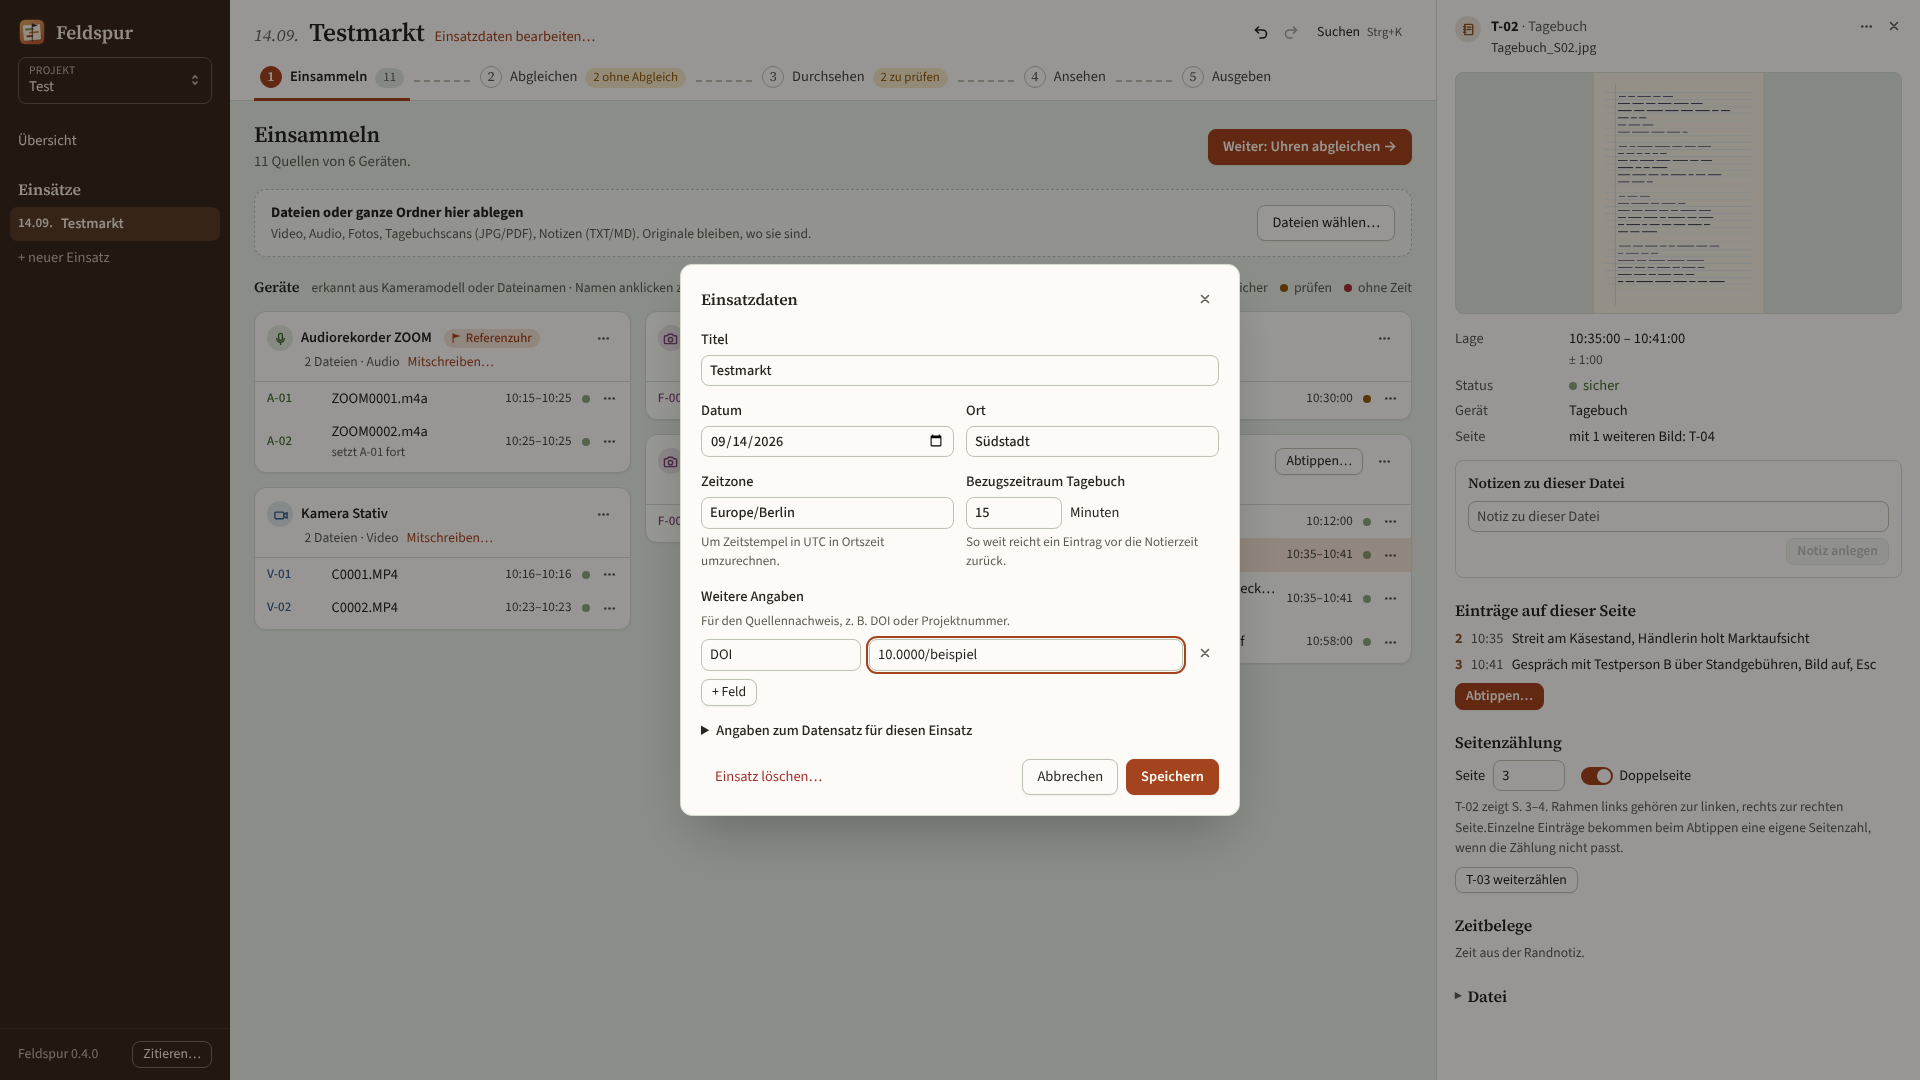 Feldspur
PROJEKT
Test
Übersicht
Einsätze
14.09. Testmarkt
+ neuer Einsatz
Feldspur 0.4.0
Zitieren…
14.09. Testmarkt Einsatzdaten bearbeiten…
Suchen Strg+K
1 Einsammeln 11
2 Abgleichen 2 ohne Abgleich
3 Durchsehen 2 zu prüfen
4 Ansehen
5 Ausgeben
Einsammeln
11 Quellen von 6 Geräten.
Weiter: Uhren abgleichen →
Dateien oder ganze Ordner hier ablegen
Video, Audio, Fotos, Tagebuchscans (JPG/PDF), Notizen (TXT/MD). Originale bleiben, wo sie sind.
Dateien wählen…
Geräte erkannt aus Kameramodell oder Dateinamen · Namen anklicken
prüfen ohne Zeit
Audiorekorder ZOOM Referenzuhr
2 Dateien · Audio Mitschreiben…
A-01 ZOOM0001.m4a 10:15–10:25
A-02 ZOOM0002.m4a 10:25–10:25
setzt A-01 fort
Kamera Stativ
2 Dateien · Video Mitschreiben…
V-01 C0001.MP4 10:16–10:16
V-02 C0002.MP4 10:23–10:23
10:30:00
Abtippen…
10:12:00
10:35–10:41
10:35–10:41
10:58:00
Einsatzdaten
Titel
Testmarkt
Datum
09/14/2026
Ort
Südstadt
Zeitzone
Europe/Berlin
Um Zeitstempel in UTC in Ortszeit
umzurechnen.
Bezugszeitraum Tagebuch
15 Minuten
So weit reicht ein Eintrag vor die Notierzeit
zurück.
Weitere Angaben
Für den Quellennachweis, z. B. DOI oder Projektnummer.
DOI 10.0000/beispiel
+ Feld
Angaben zum Datensatz für diesen Einsatz
Einsatz löschen…
Abbrechen
Speichern
T-02 · Tagebuch
Tagebuch_S02.jpg
Lage 10:35:00 – 10:41:00
± 1:00
Status sicher
Gerät Tagebuch
Seite mit 1 weiteren Bild: T-04
Notizen zu dieser Datei
Notiz zu dieser Datei
Notiz anlegen
Einträge auf dieser Seite
2 10:35 Streit am Käsestand, Händlerin holt Marktaufsicht
3 10:41 Gespräch mit Testperson B über Standgebühren, Bild auf, Esc
Abtippen…
Seitenzählung
Seite 3 Doppelseite
T-02 zeigt S. 3–4. Rahmen links gehören zur linken, rechts zur rechten
Seite.Einzelne Einträge bekommen beim Abtippen eine eigene Seitenzahl,
wenn die Zählung nicht passt.
T-03 weiterzählen
Zeitbelege
Zeit aus der Randnotiz.
Datei